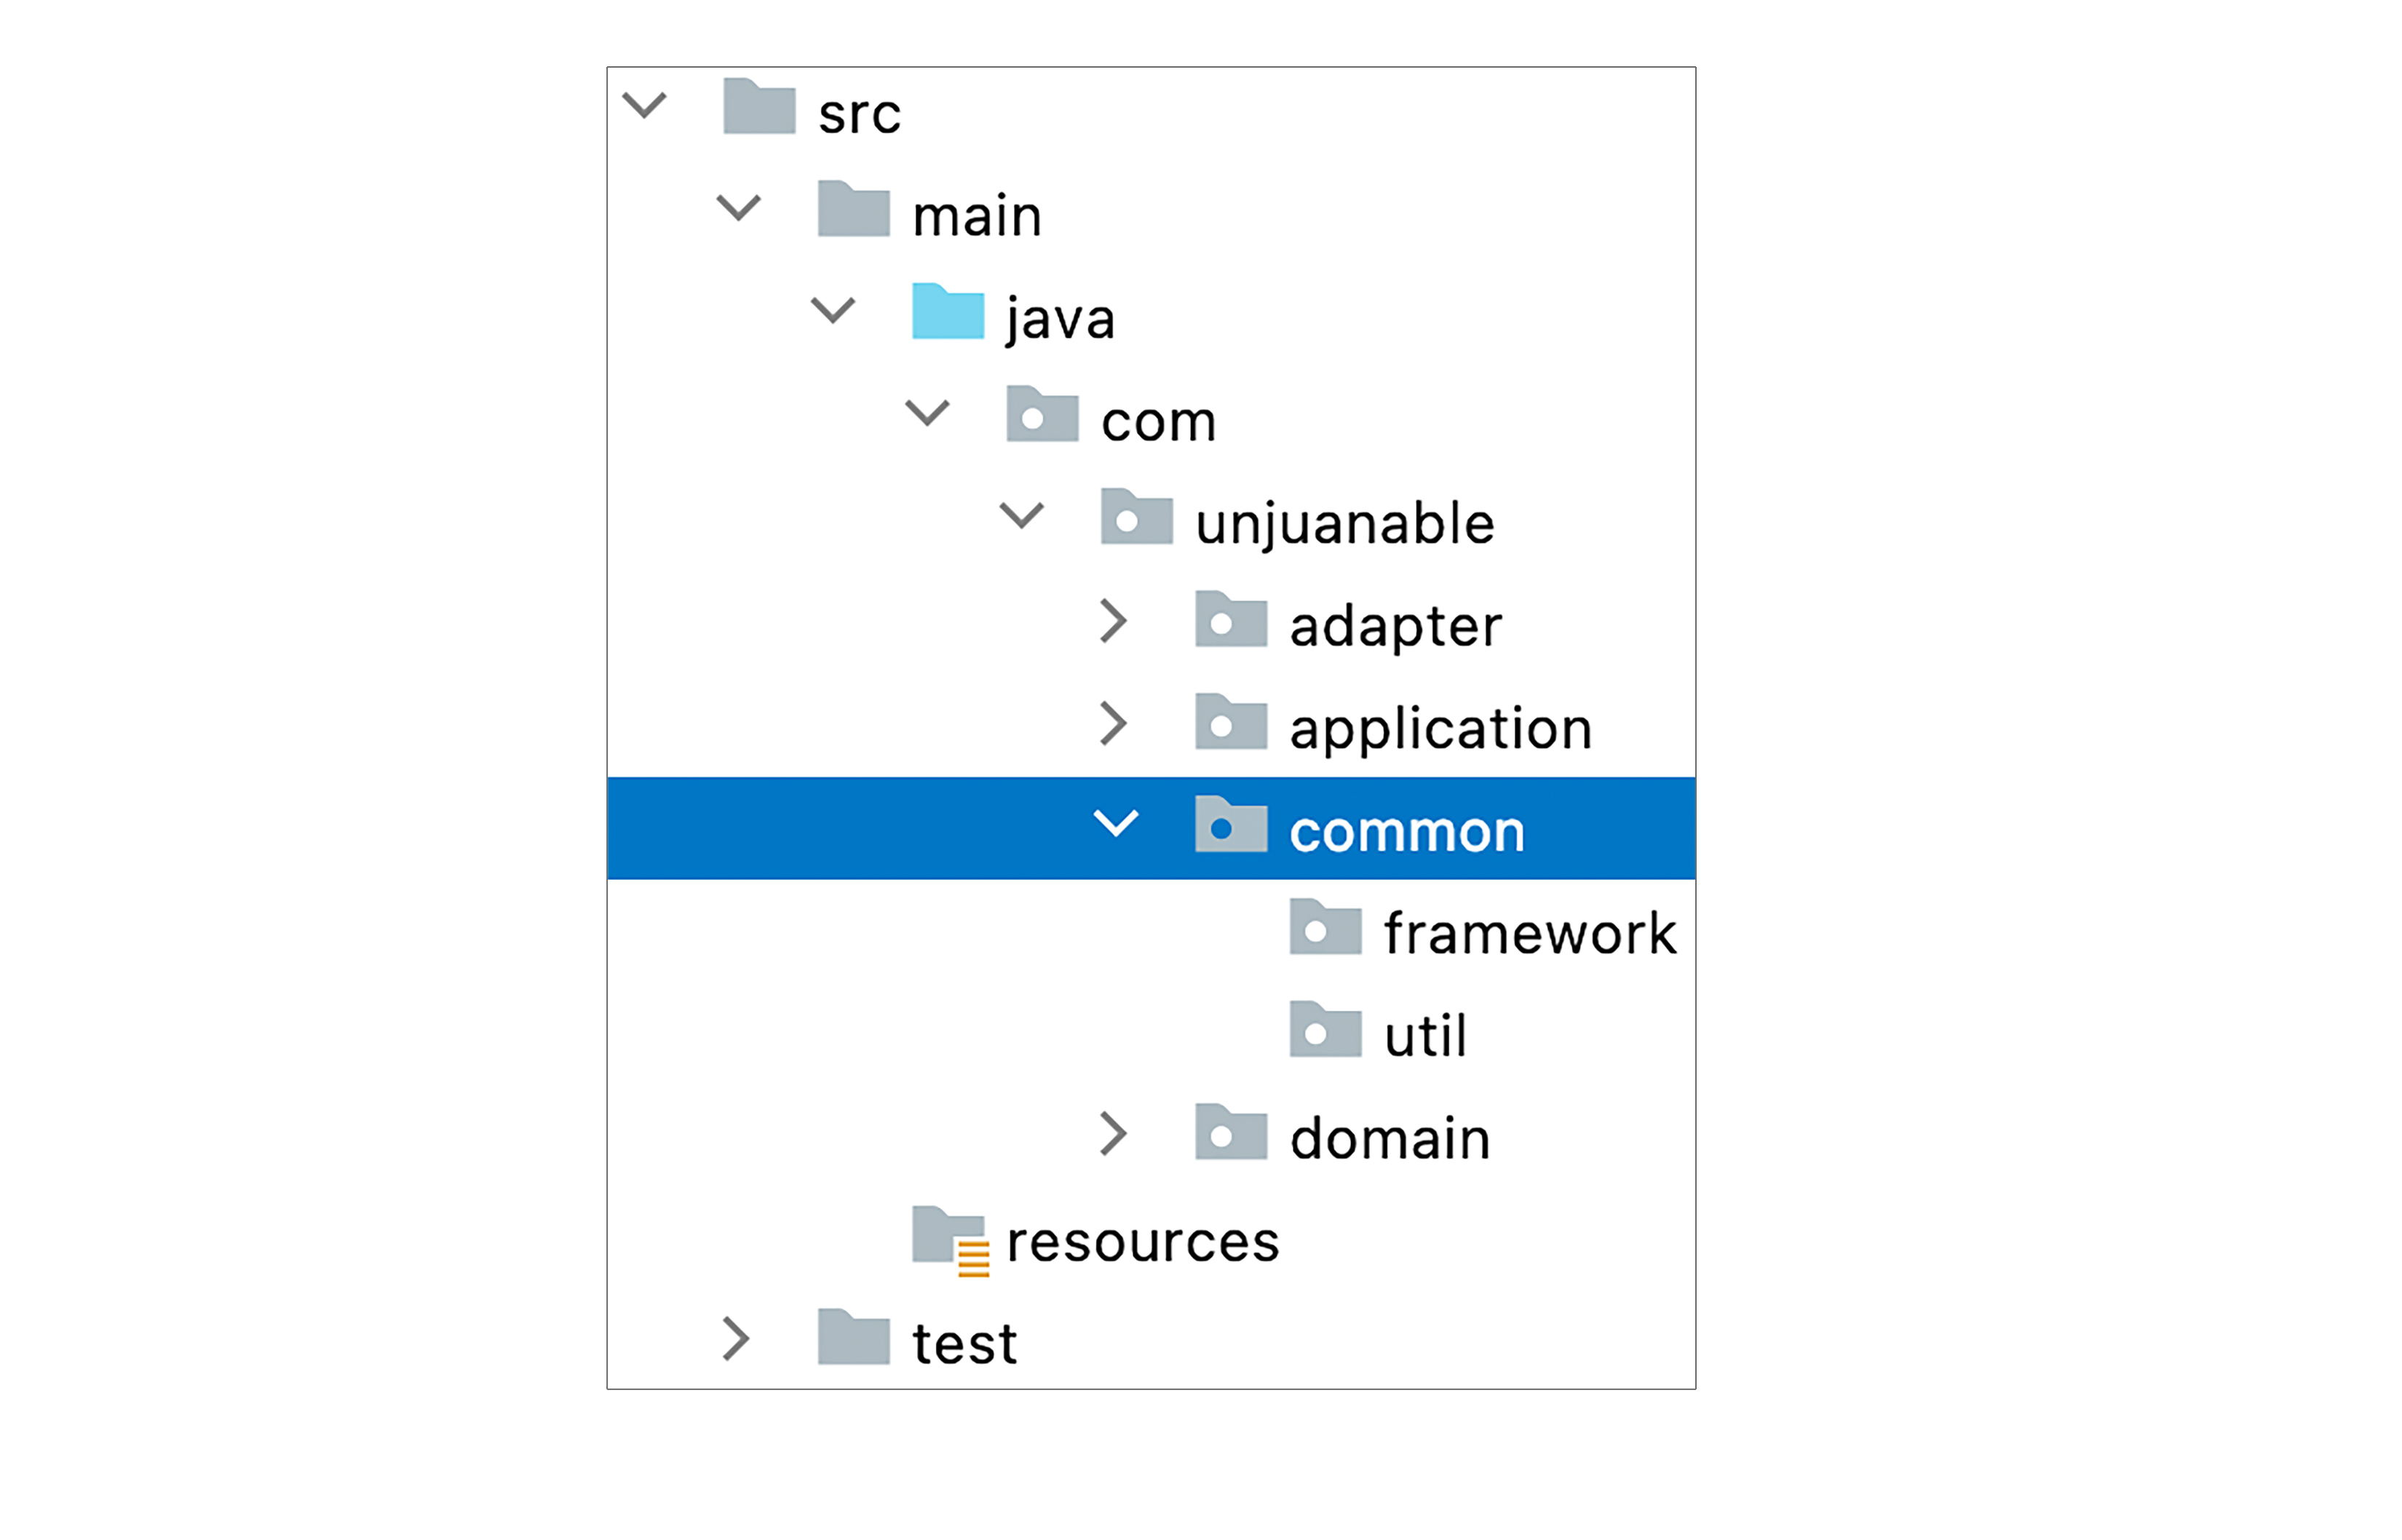 src
main
java
com
unjuanable
adapter
application
common
framework
util
domain
resources
test